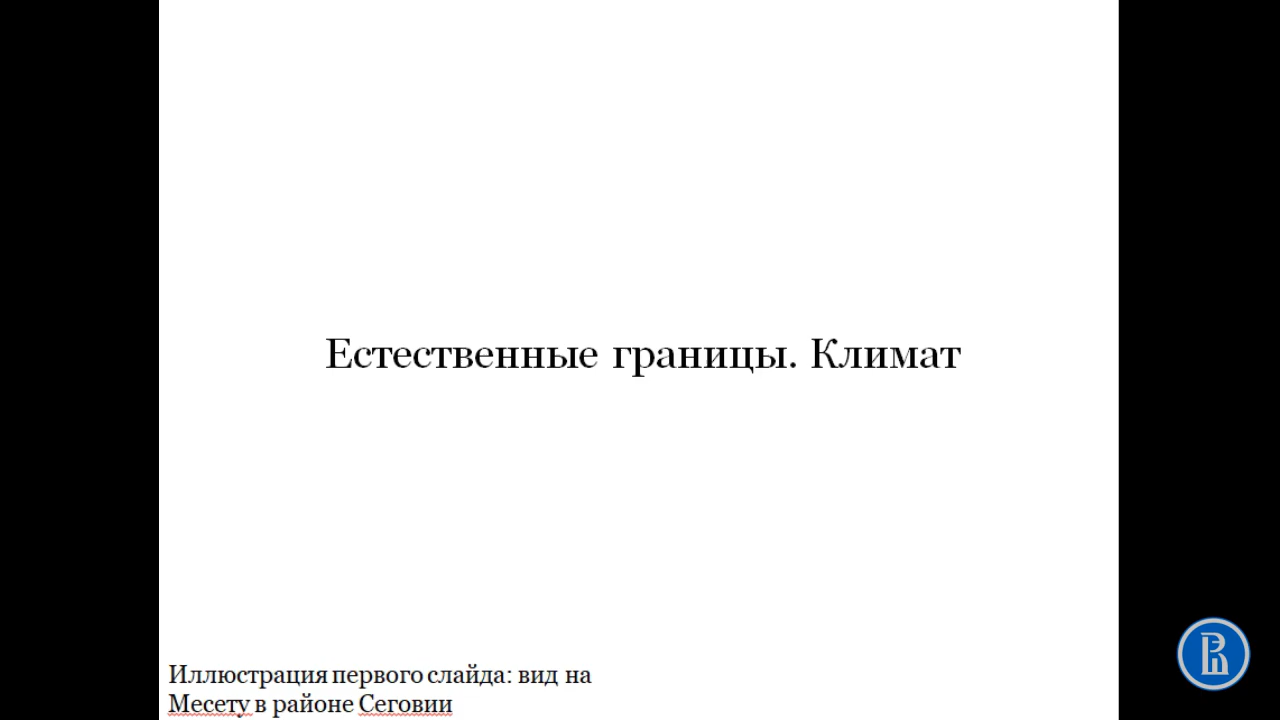 Естественные границы. Климат
Иллюстрация первого слайда: вид на
Месету в районе Сеговии